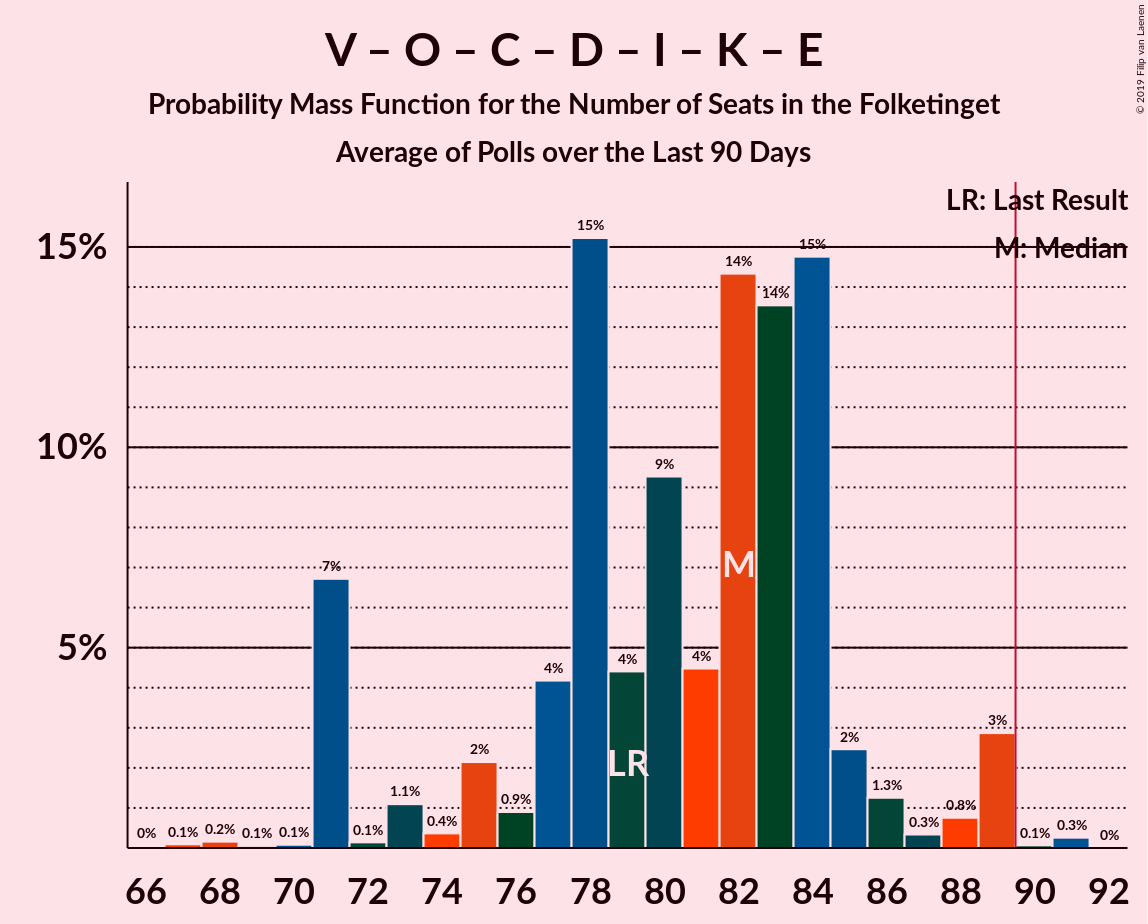 V – O – C – D – I – K – E
Probability Mass Function for the Number of Seats in the Folketinget
Average of Polls over the Last 90 Days
© 2019 Filip van Laenen
LR: Last Result
M: Median
15%
10%
5%
0% 0.1% 0.2% 0.1% 0.1% 7% 0.1% 1.1% 0.4% 2% 0.9% 4% 15% 4% 9% 4% 14% 14% 15% 2% 1.3% 0.3% 0.8% 3% 0.1% 0.3% 0%
M
LR
66 68 70 72 74 76 78 80 82 84 86 88 90 92